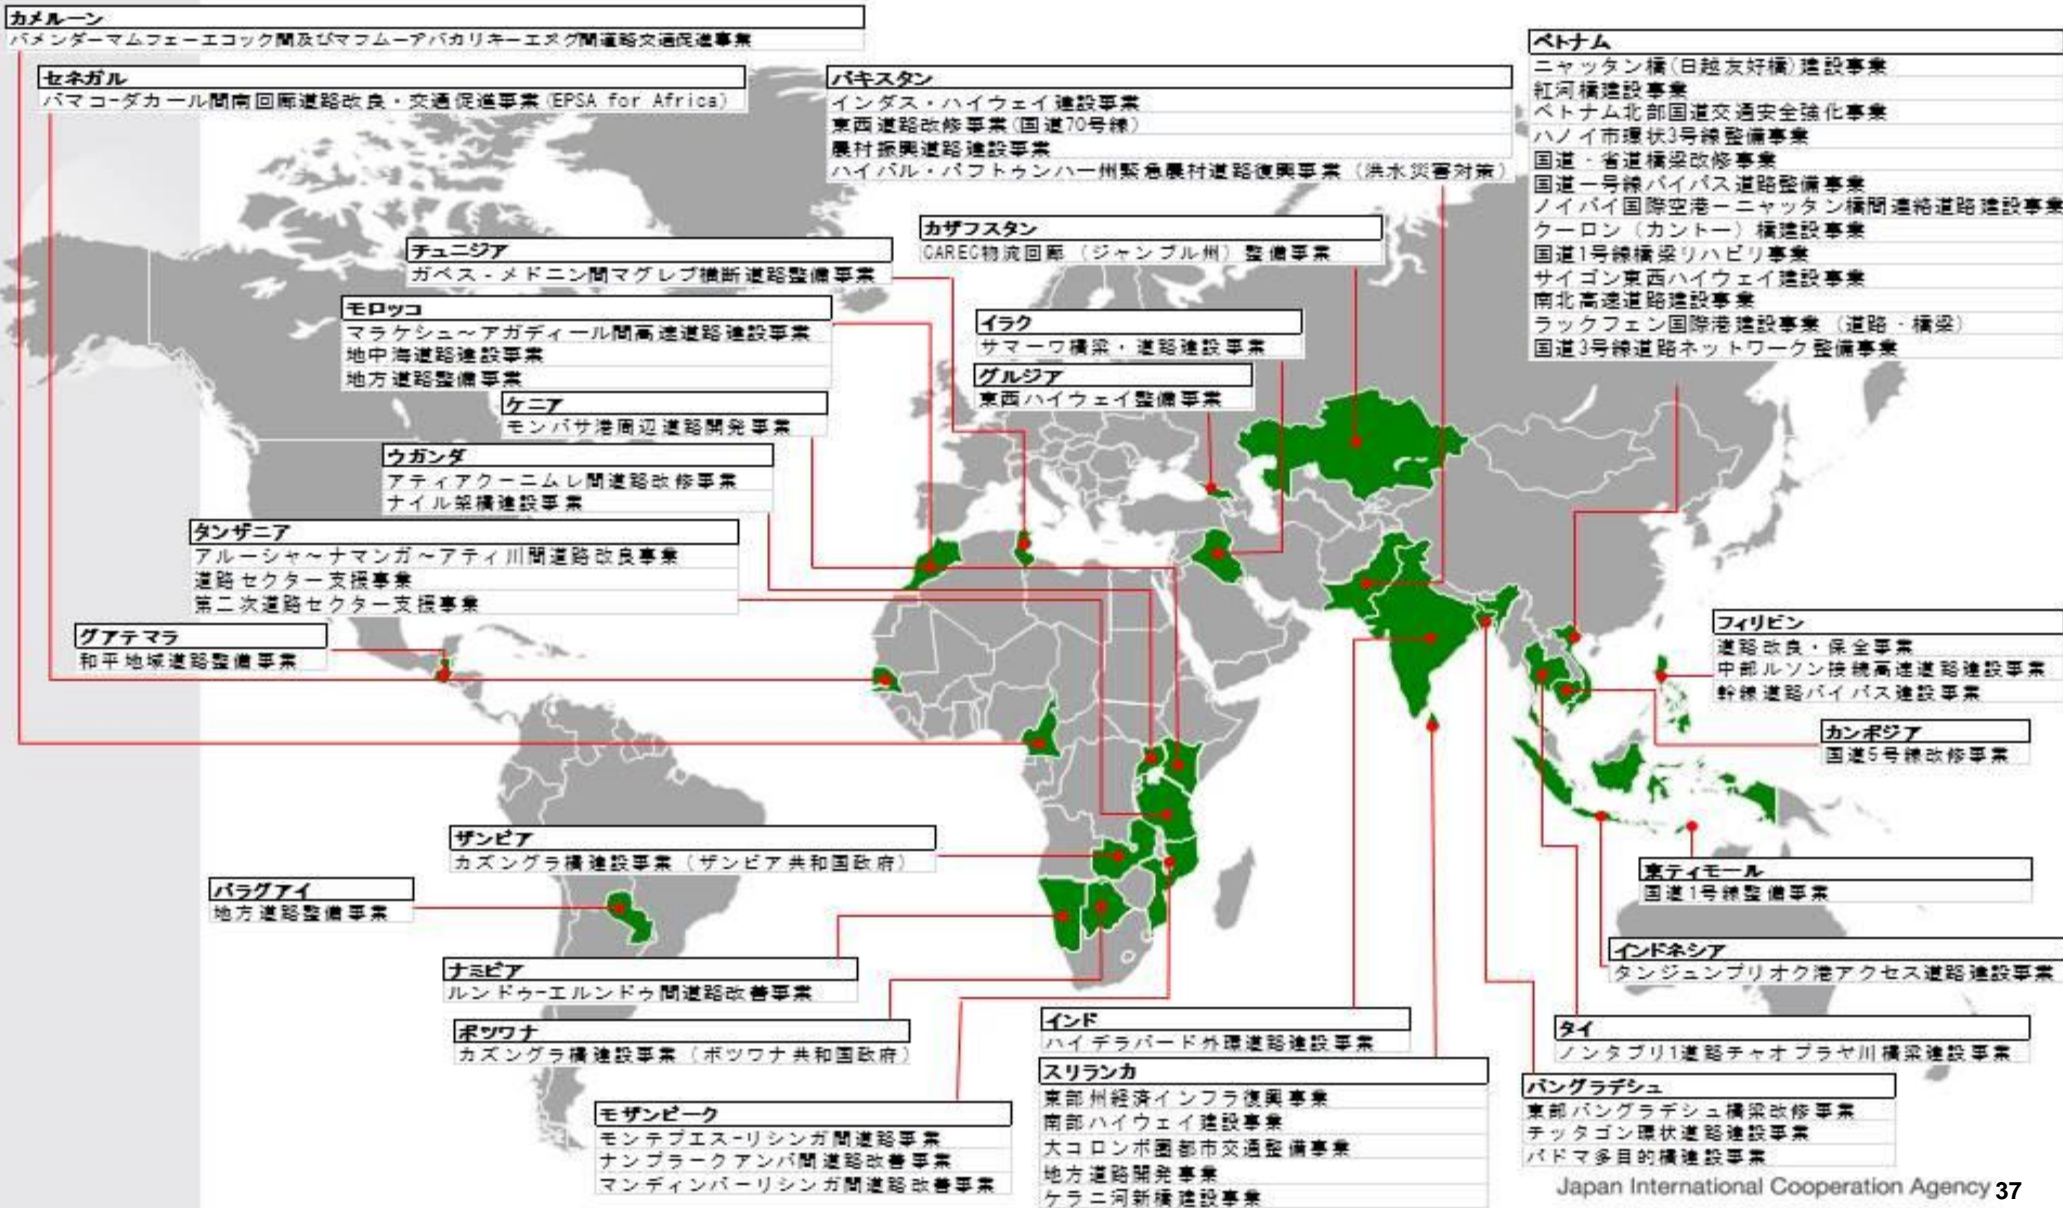 カメルーン
バメンダーマムフェーエコック間及びマフムーアバカリキーエヌグ間道路交通促進事業
セネガル
バマコ-ダカール間南回廊道路改良・交通促進事業(EPSA for Africa)
パキスタン
インダス・ハイウェイ建設事業
東西道路改修事業(国道70号線)
農村振興道路建設事業
ハイバル・パフトゥンハー州緊急農村道路復興事業（洪水災害対策）
ベトナム
ニャッタン橋(日越友好橋)建設事業
紅河橋建設事業
ベトナム北部国道交通安全強化事業
ハノイ市環状3号線整備事業
国道・省道橋梁改修事業
国道一号線バイパス道路整備事業
ノイバイ国際空港ーニャッタン橋間連絡道路建設事業
クーロン（カントー）橋建設事業
国道1号線橋梁リハビリ事業
サイゴン東西ハイウェイ建設事業
南北高速道路建設事業
ラックフェン国際港建設事業（道路・橋梁）
国道3号線道路ネットワーク整備事業
チュニジア
ガベス・メドニン間マグレブ横断道路整備事業
カザフスタン
CAREC物流回廊（ジャンブル州）整備事業
モロッコ
マラケシュ～アガディール間高速道路建設事業
地中海道路建設事業
地方道路整備事業
イラク
サマーワ橋梁・道路建設事業
グルジア
東西ハイウェイ整備事業
ケニア
モンバサ港周辺道路開発事業
ウガンダ
アティアクーニムレ間道路改修事業
ナイル架橋建設事業
タンザニア
アルーシャ～ナマンガ～アティ川間道路改良事業
道路セクター支援事業
第二次道路セクター支援事業
グアテマラ
和平地域道路整備事業
フィリピン
道路改良・保全事業
中部ルソン接続高速道路建設事業
幹線道路バイパス建設事業
カンボジア
国道5号線改修事業
ザンビア
カズングラ橋建設事業（ザンビア共和国政府）
パラグアイ
地方道路整備事業
東ティモール
国道1号線整備事業
インドネシア
タンジュンプリオク港アクセス道路建設事業
ナミビア
ルンドゥ-エルンドゥ間道路改善事業
ボツワナ
カズングラ橋建設事業（ボツワナ共和国政府）
インド
ハイデラバード外環道路建設事業
タイ
ノンタブリ1道路チャオプラヤ川橋梁建設事業
スリランカ
東部州経済インフラ復興事業
南部ハイウェイ建設事業
大コロンボ圏都市交通整備事業
地方道路開発事業
ケラニ河新橋建設事業
バングラデシュ
東部バングラデシュ橋梁改修事業
チッタゴン環状道路建設事業
パドマ多目的橋建設事業
モザンビーク
モンテプエス-リシンガ間道路事業
ナンプラークアンバ間道路改善事業
マンディンバーリシンガ間道路改善事業
Japan International Cooperation Agency 37